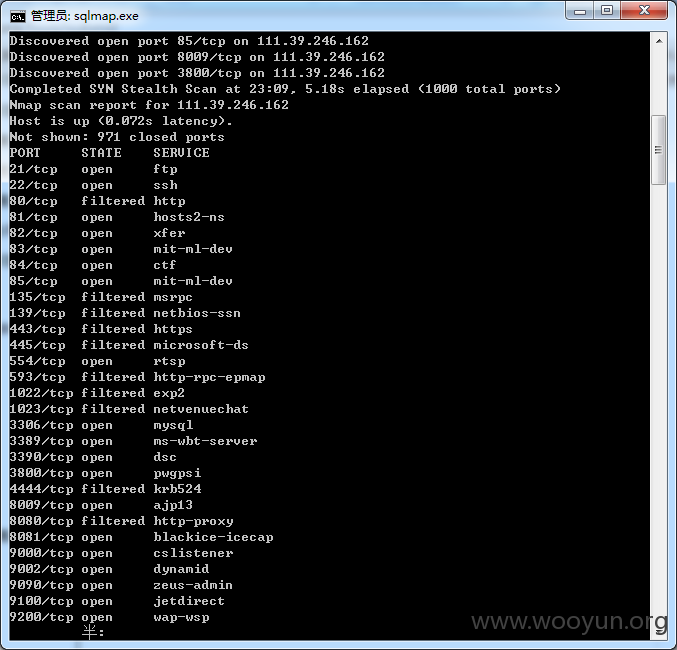 管理员: sqlmap.exe
Discovered open port 85/tcp on 111.39.246.162
Discovered open port 8009/tcp on 111.39.246.162
Discovered open port 3800/tcp on 111.39.246.162
Completed SYN Stealth Scan at 23:09, 5.18s elapsed (1000 total ports)
Nmap scan report for 111.39.246.162
Host is up (0.072s latency).
Not shown: 971 closed ports
PORT     STATE    SERVICE
21/tcp   open     ftp
22/tcp   open     ssh
80/tcp   filtered http
81/tcp   open     hosts2-ns
82/tcp   open     xfer
83/tcp   open     mit-ml-dev
84/tcp   open     ctf
85/tcp   open     mit-ml-dev
135/tcp  filtered msrpc
139/tcp  filtered netbios-ssn
443/tcp  filtered https
445/tcp  filtered microsoft-ds
554/tcp  open     rtsp
593/tcp  filtered http-rpc-epmap
1022/tcp filtered exp2
1023/tcp filtered netvenuechat
3306/tcp open     mysql
3389/tcp open     ms-wbt-server
3390/tcp open     dsc
3800/tcp open     pwgpsi
4444/tcp filtered krb524
8009/tcp open     ajp13
8080/tcp filtered http-proxy
8081/tcp open     blackice-icecap
9000/tcp open     cslistener
9002/tcp open     dynamid
9090/tcp open     zeus-admin
9100/tcp open     jetdirect
9200/tcp open     wap-wsp
半:
www.wooyun.org